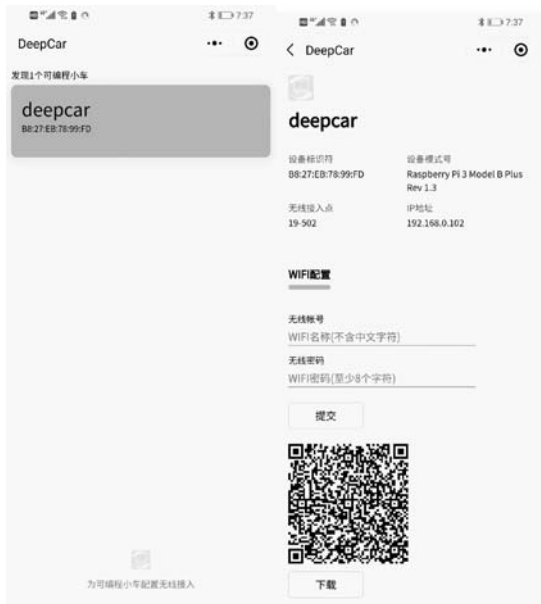 7:37
DeepCar
发现1个可编程小车
deepcar
B8:27:EB:78:99:FD
为可编程小车配置无线接入
7:37
DeepCar
deepcar
设备标识符
设备模式号
B8:27:EB:78:99:FD
Raspberry Pi 3 Model B Plus
Rev 1.3
无线接入点
IP地址
19-502
192.168.0.102
WIFI配置
无线帐号
WIFI名称(不含中文字符)
无线密码
WIFI密码(至少8个字符)
提交
下载